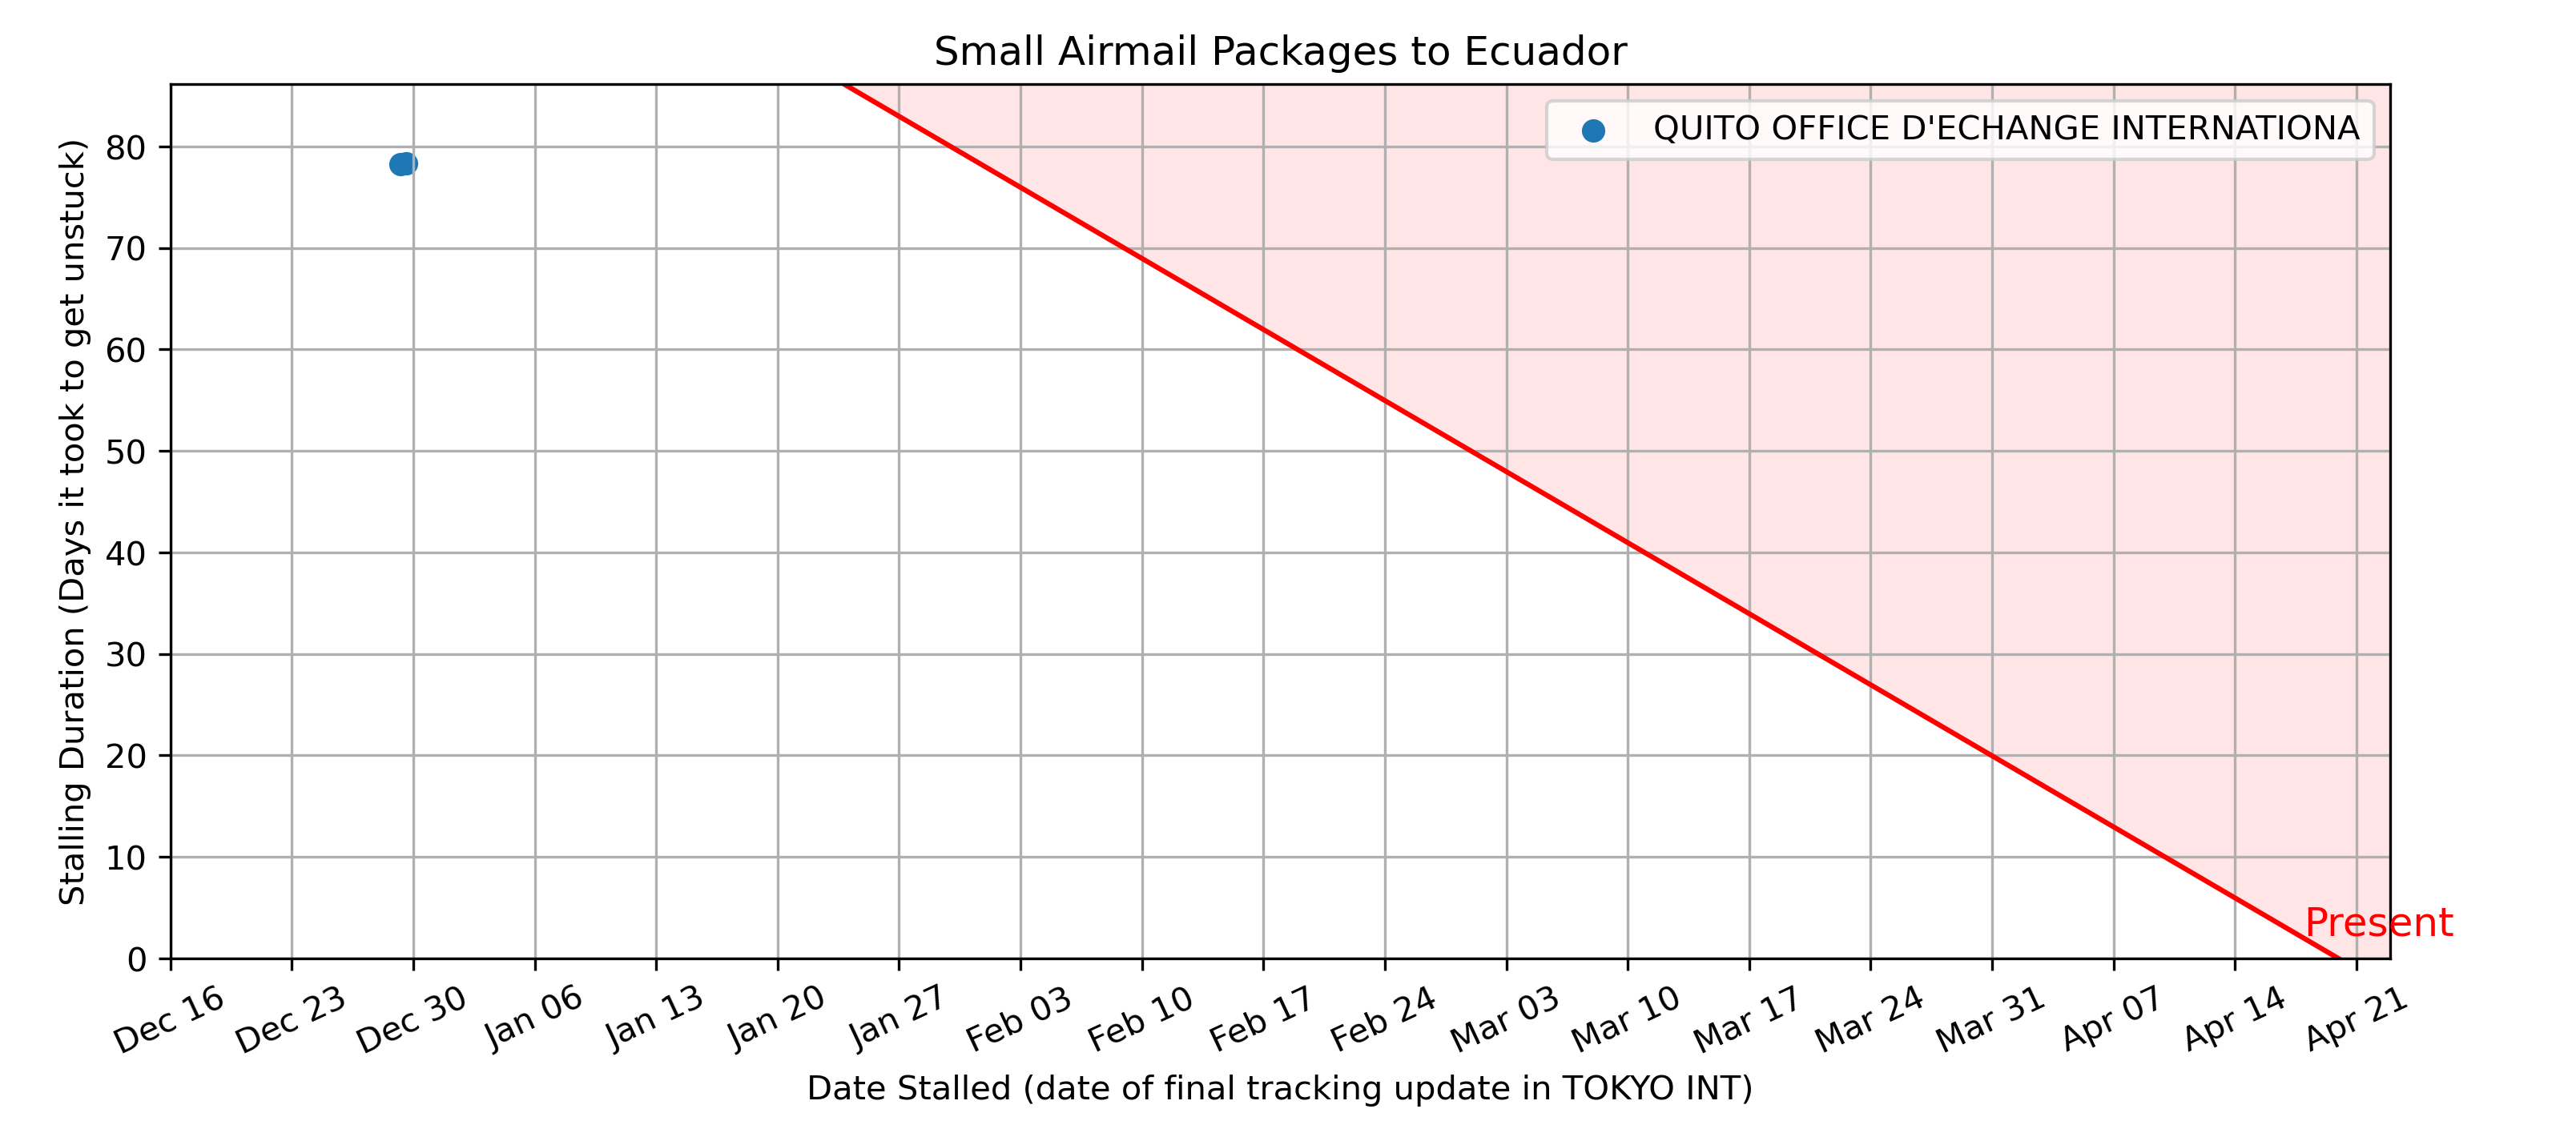 Small Airmail Packages to Ecuador
QUITO OFFICE D'ECHANGE INTERNATIONA
Stalling Duration (Days it took to get unstuck)
80
70
60
50
40
30
20
10
0
Present
Dec 16
Dec 23
Dec 30
Jan 06
Jan 13
Jan 20
Jan 27
Feb 03
Feb 10
Feb 17
Feb 24
Mar 03
Mar 10
Mar 17
Mar 24
Mar 31
Apr 07
Apr 14
Apr 21
Date Stalled (date of final tracking update in TOKYO INT)